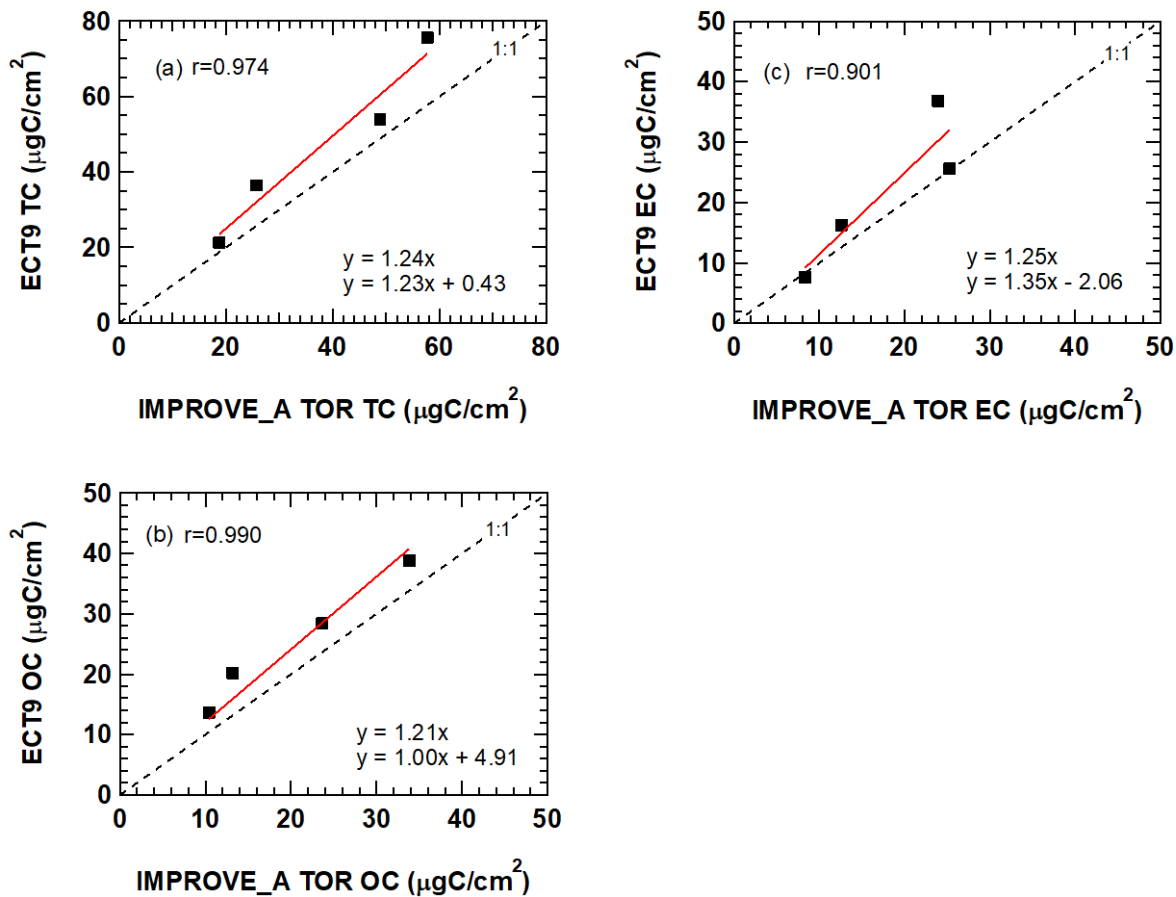 (a) r=0.974
1:1
80
60
40
20
0
ECT9 TC (μgC/cm²)
y = 1.24x
y = 1.23x + 0.43
0 20 40 60 80
IMPROVE_A TOR TC (μgC/cm²)
(c) r=0.901
1:1
50
40
30
20
10
0
ECT9 EC (μgC/cm²)
y = 1.25x
y = 1.35x - 2.06
0 10 20 30 40 50
IMPROVE_A TOR EC (μgC/cm²)
(b) r=0.990
1:1
50
40
30
20
10
0
ECT9 OC (μgC/cm²)
y = 1.21x
y = 1.00x + 4.91
0 10 20 30 40 50
IMPROVE_A TOR OC (μgC/cm²)